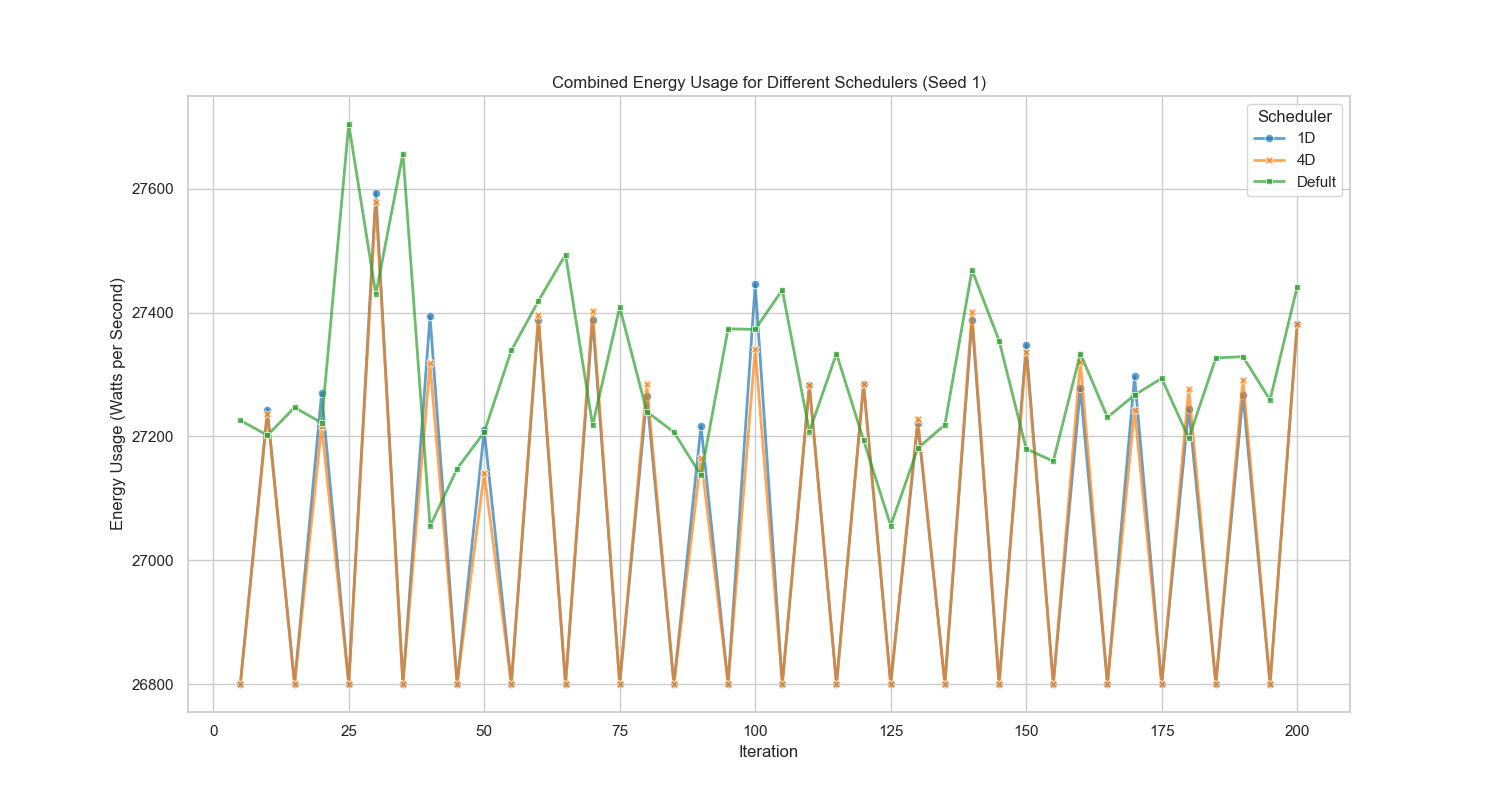 Combined Energy Usage for Different Schedulers (Seed 1)
Scheduler
1D
4D
Defult
Energy Usage (Watts per Second)
27600
27400
27200
27000
26800
0 25 50 75 100 125 150 175 200
Iteration